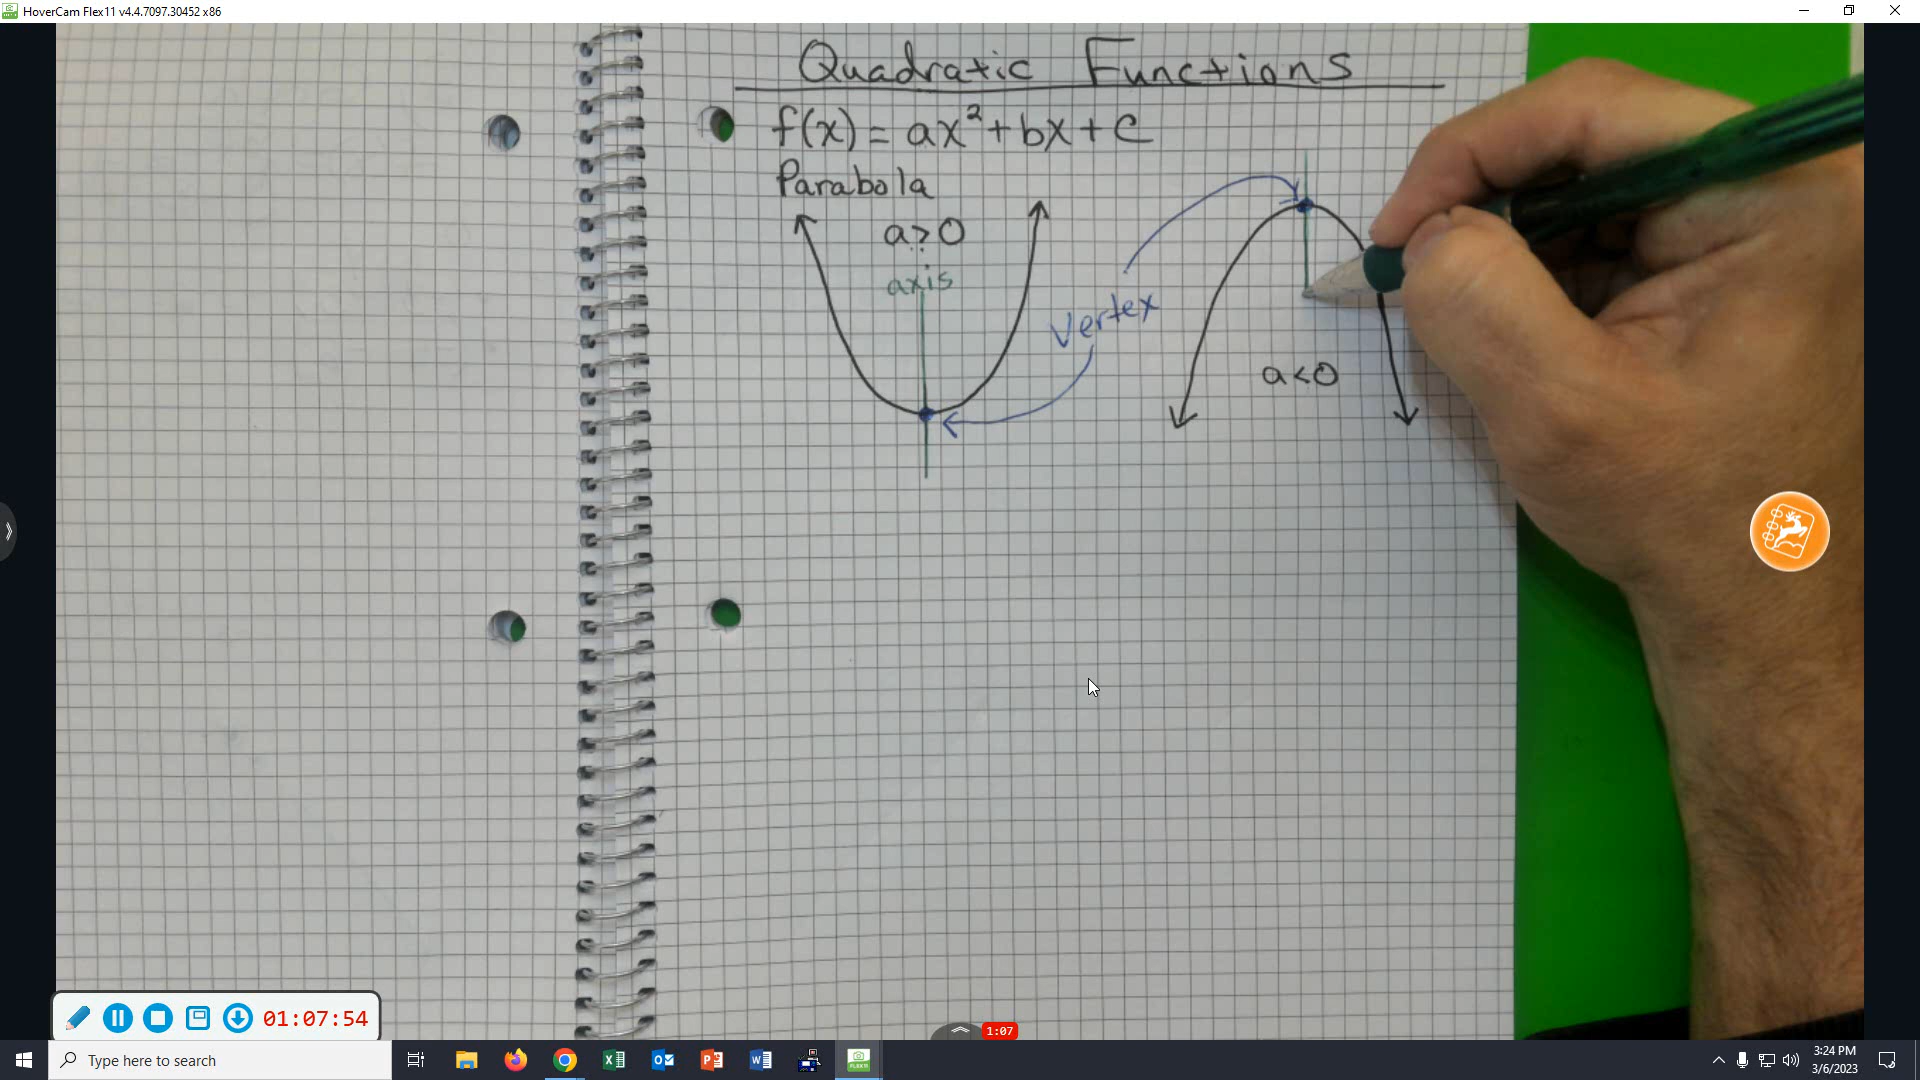 HoverCam Flex11 v4.4.7097.30452 x86
Quadratic Functions
f(x) = ax²+bx+c
Parabola
a>0
axis
Vertex
a<0
01:07:54
1:07
Type here to search
3:24 PM
3/6/2023